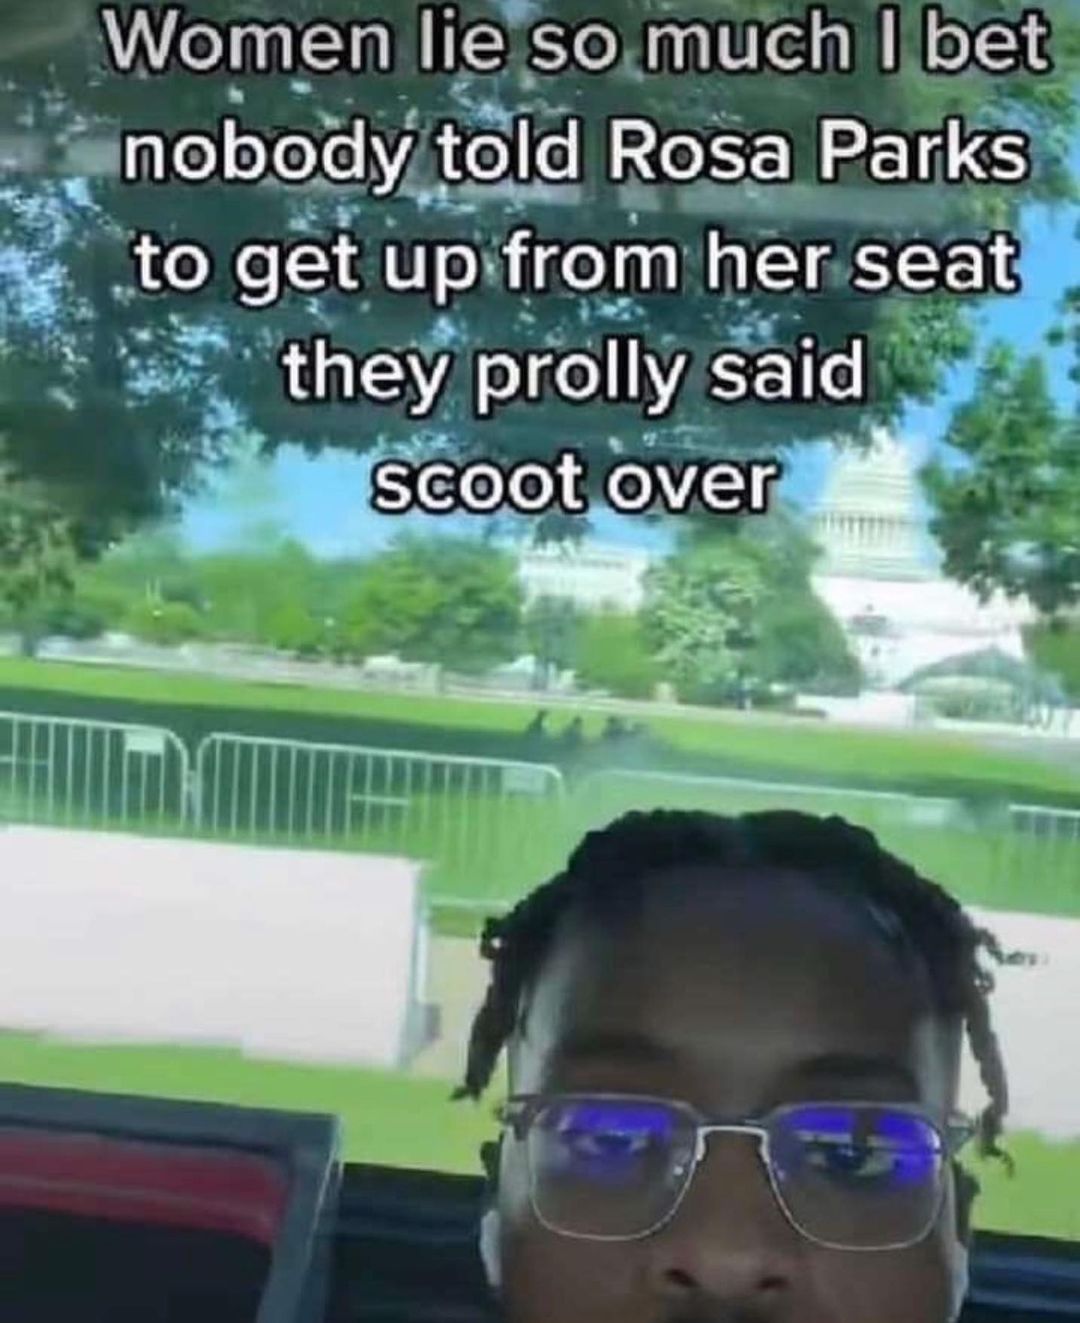 Women lie so much I bet
nobody told Rosa Parks
to get up from her seat
they prolly said
scoot over